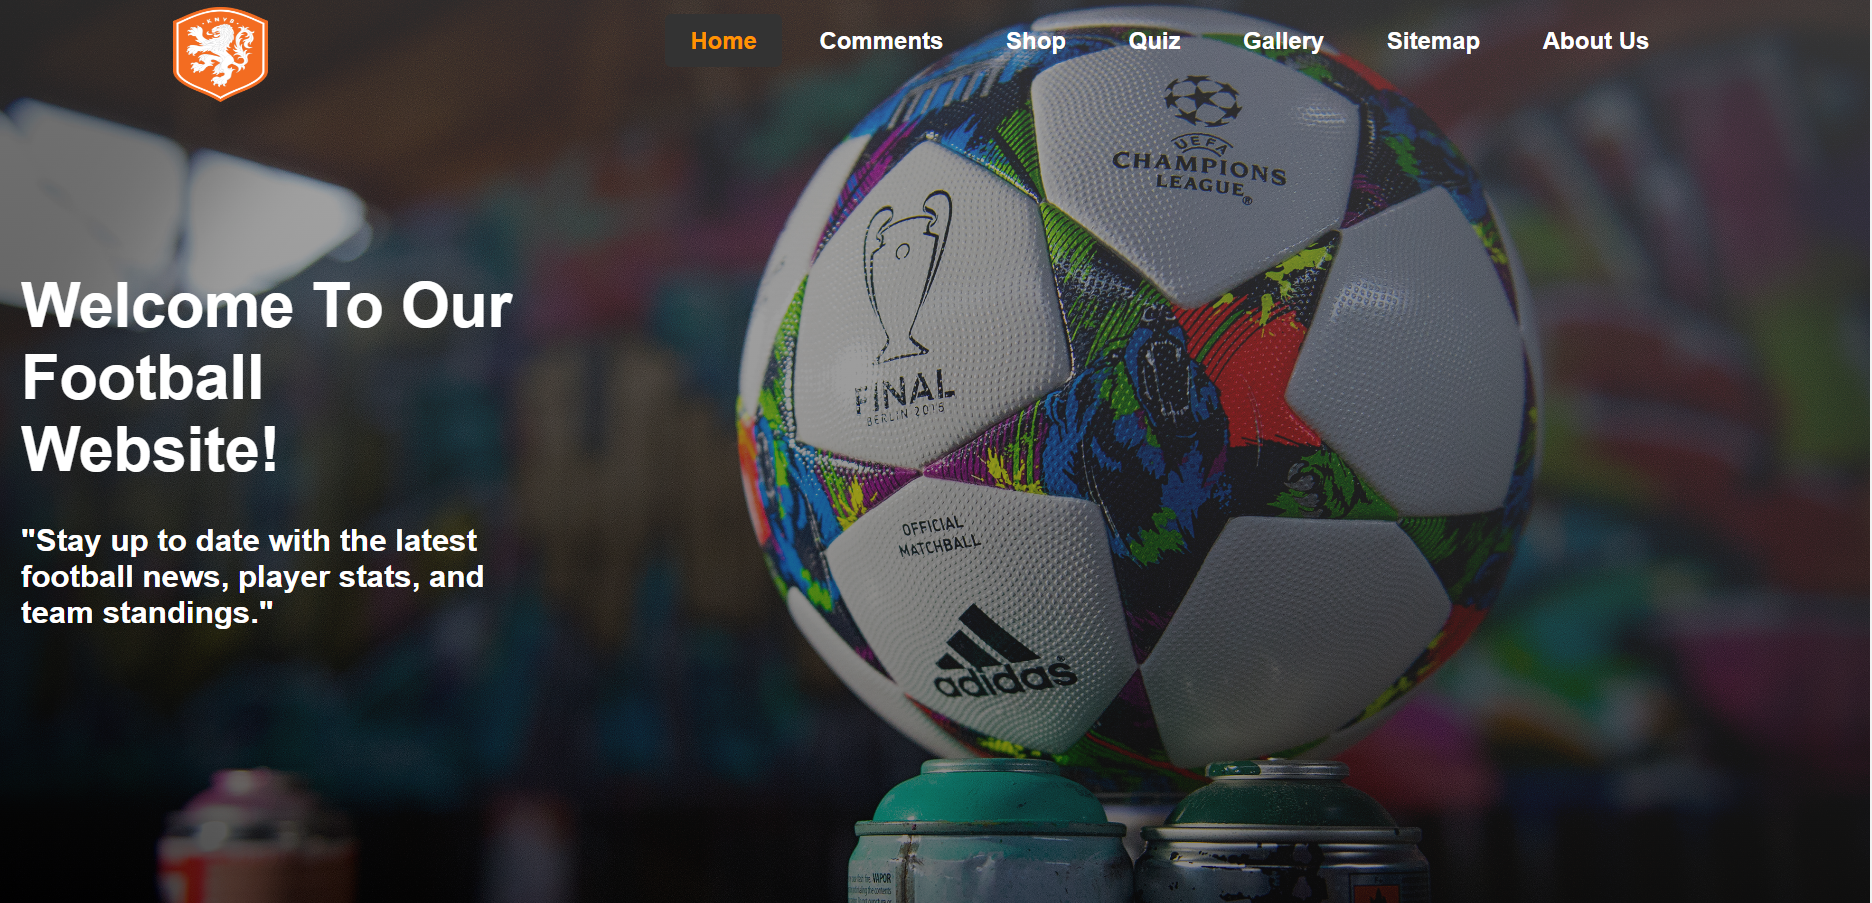 KNVB
Home
Comments
Shop
Quiz
Gallery
Sitemap
About Us
Welcome To Our
Football
Website!
"Stay up to date with the latest
football news, player stats, and
team standings."
UEFA
CHAMPIONS
LEAGUE®
FINAL
BERLIN 2015
OFFICIAL
MATCHBALL
adidas®
VAPOR